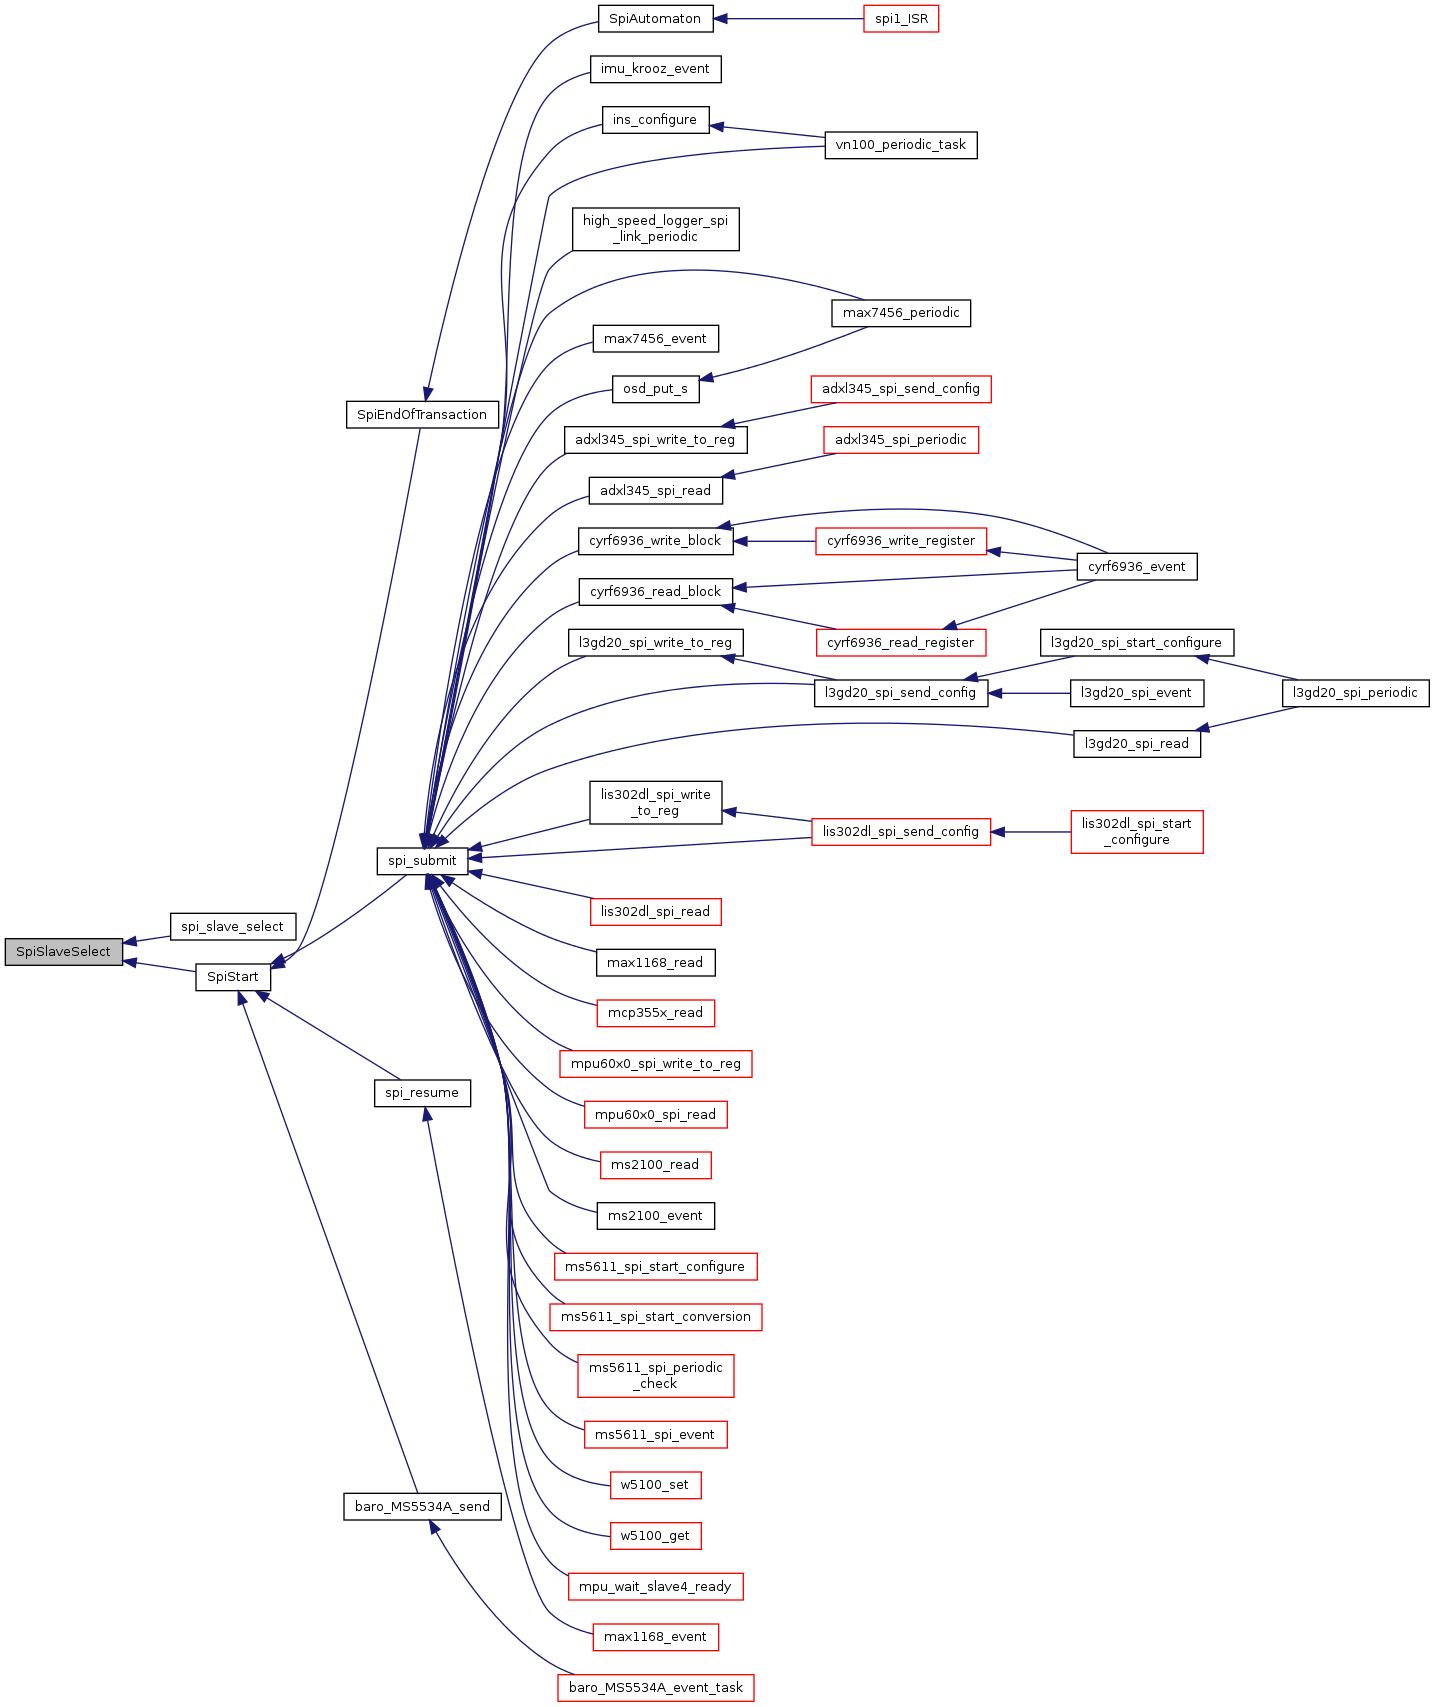 SpiAutomaton
spi1_ISR
imu_krooz_event
ins_configure
vn100_periodic_task
high_speed_logger_spi
_link_periodic
max7456_periodic
max7456_event
osd_put_s
adxl345_spi_send_config
SpiEndOfTransaction
adxl345_spi_write_to_reg
adxl345_spi_periodic
adxl345_spi_read
cyrf6936_write_block
cyrf6936_write_register
cyrf6936_event
cyrf6936_read_block
cyrf6936_read_register
l3gd20_spi_write_to_reg
l3gd20_spi_start_configure
l3gd20_spi_send_config
l3gd20_spi_event
l3gd20_spi_periodic
l3gd20_spi_read
lis302dl_spi_write
_to_reg
lis302dl_spi_send_config
lis302dl_spi_start
_configure
spi_submit
lis302dl_spi_read
spi_slave_select
SpiSlaveSelect
SpiStart
max1168_read
mcp355x_read
mpu60x0_spi_write_to_reg
spi_resume
mpu60x0_spi_read
ms2100_read
ms2100_event
ms5611_spi_start_configure
ms5611_spi_start_conversion
ms5611_spi_periodic
_check
ms5611_spi_event
w5100_set
baro_MS5534A_send
w5100_get
mpu_wait_slave4_ready
max1168_event
baro_MS5534A_event_task